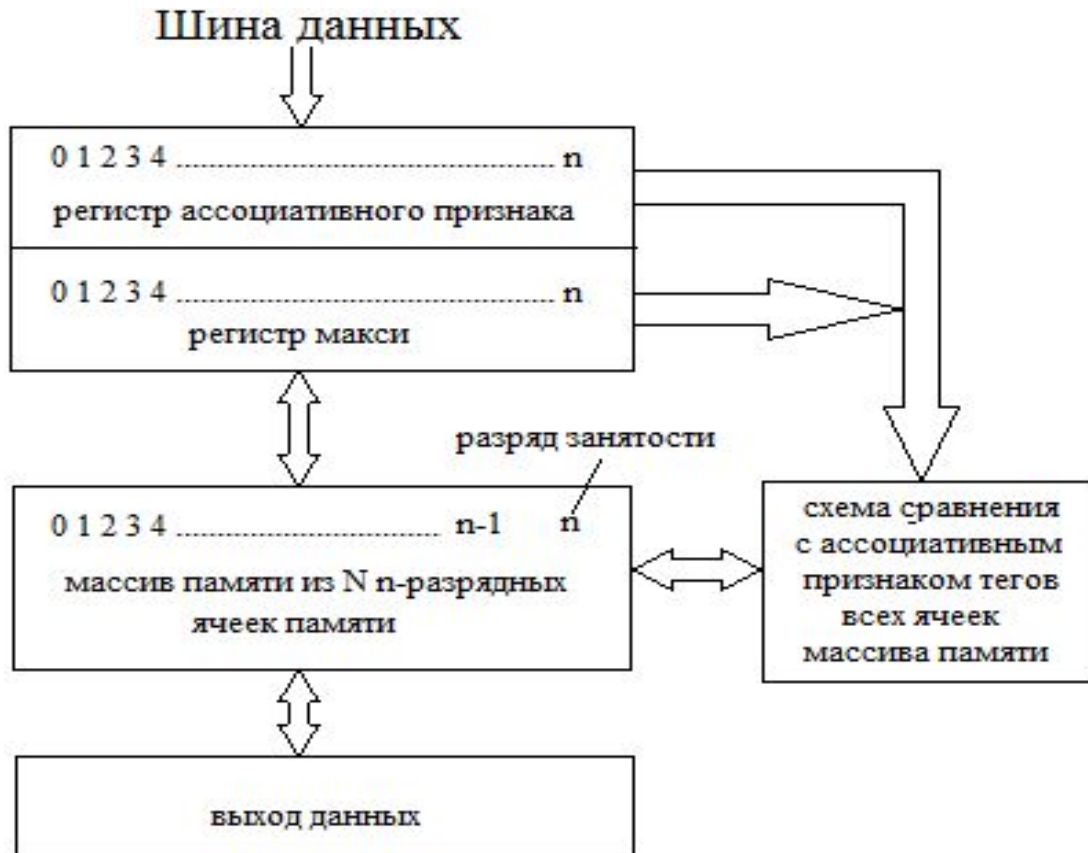 Шина данных
0 1 2 3 4 ........................................................ n
регистр ассоциативного признака
0 1 2 3 4 ........................................................ n
регистр макси
разряд занятости
0 1 2 3 4 ...................................... n-1 n
массив памяти из N n-разрядных
ячеек памяти
схема сравнения
с ассоциативным
признаком тегов
всех ячеек
массива памяти
выход данных